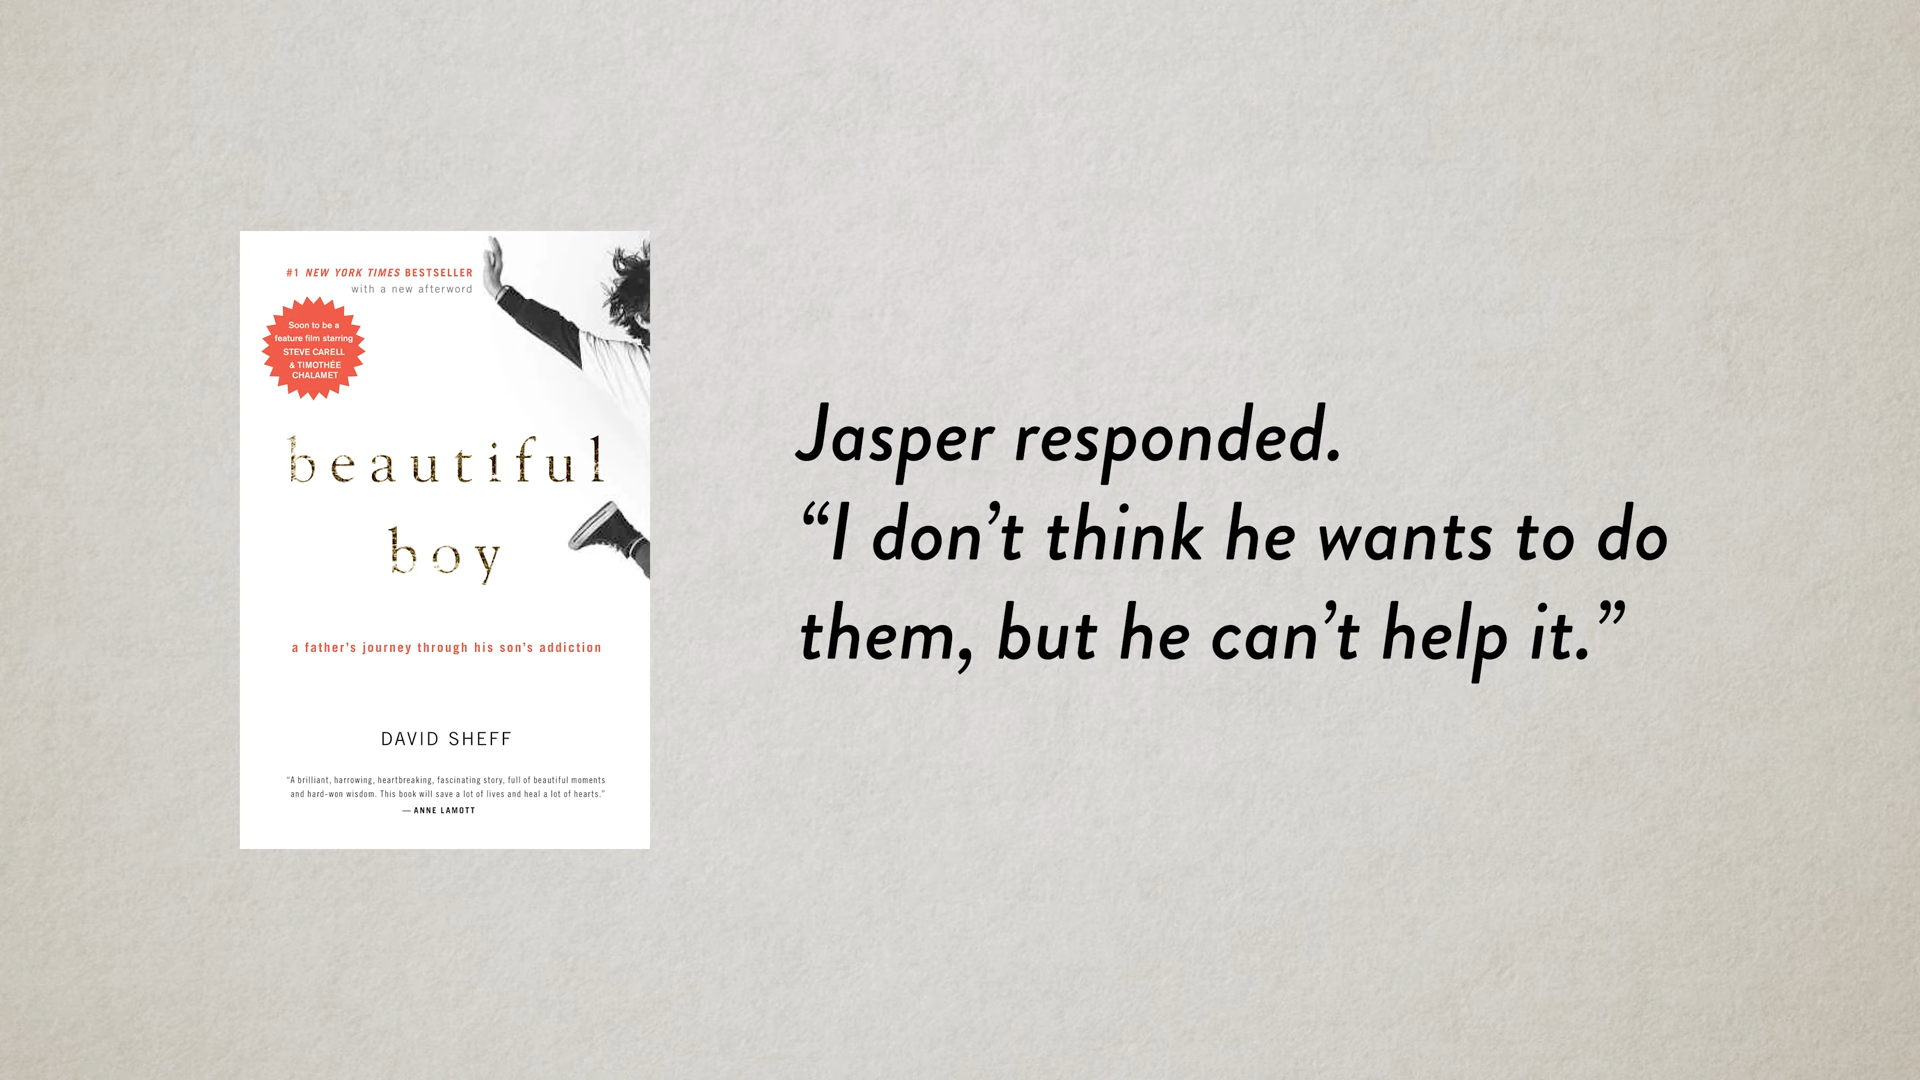 #1 NEW YORK TIMES BESTSELLER
with a new afterword
Soon to be a
feature film starring
STEVE CARELL
& TIMOTHÉE
CHALAMET
beautiful
boy
a father’s journey through his son’s addiction
DAVID SHEFF
“A brilliant, harrowing, heartbreaking, fascinating story, full of beautiful moments
and hard-won wisdom. This book will save a lot of lives and heal a lot of hearts.”
— ANNE LAMOTT
Jasper responded.
“I don’t think he wants to do
them, but he can’t help it.”